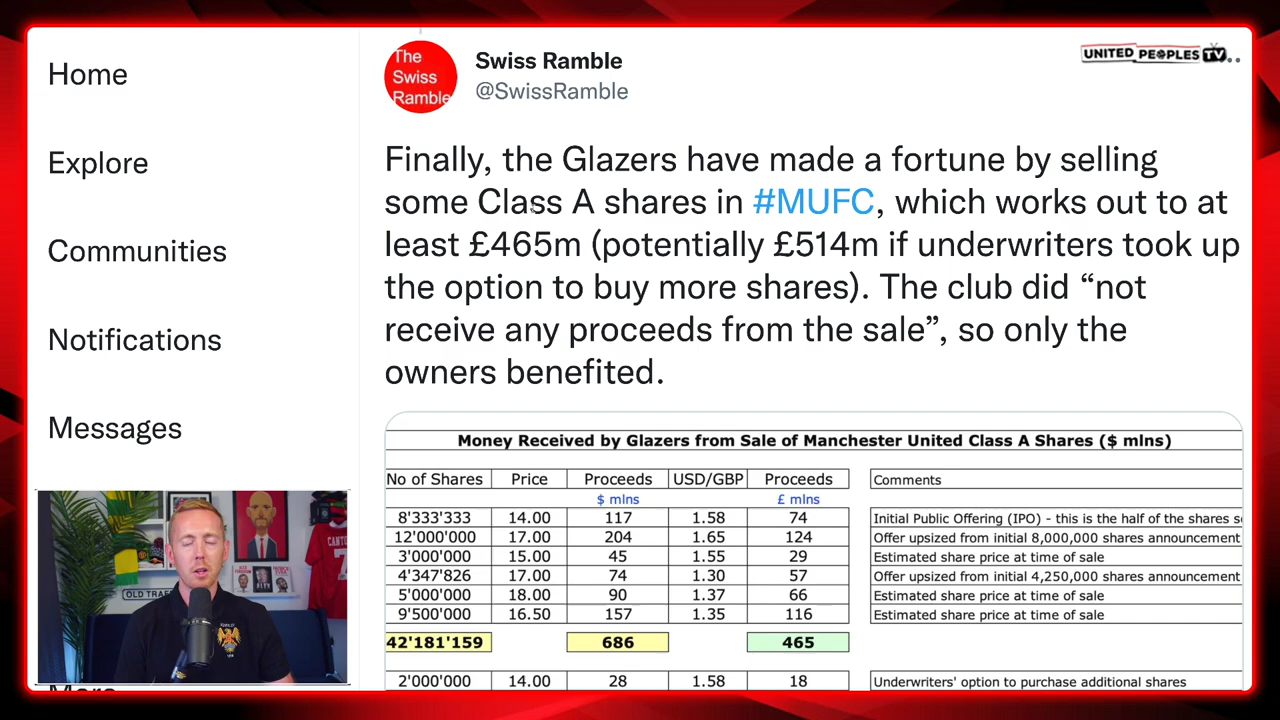 Home
Explore
Communities
Notifications
Messages
The
Swiss
Ramble
Swiss Ramble
@SwissRamble
UNITED PEOPLES TV
Finally, the Glazers have made a fortune by selling
some Class A shares in #MUFC, which works out to at
least £465m (potentially £514m if underwriters took up
the option to buy more shares). The club did “not
receive any proceeds from the sale”, so only the
owners benefited.
Money Received by Glazers from Sale of Manchester United Class A Shares ($ mlns)
No of Shares Price Proceeds USD/GBP Proceeds Comments
$ mlns £ mlns
8'333'333 14.00 117 1.58 74 Initial Public Offering (IPO) - this is the half of the shares s
12'000'000 17.00 204 1.65 124 Offer upsized from initial 8,000,000 shares announcement
3'000'000 15.00 45 1.55 29 Estimated share price at time of sale
4'347'826 17.00 74 1.30 57 Offer upsized from initial 4,250,000 shares announcement
5'000'000 18.00 90 1.37 66 Estimated share price at time of sale
9'500'000 16.50 157 1.35 116 Estimated share price at time of sale
42'181'159 686 465
2'000'000 14.00 28 1.58 18 Underwriters' option to purchase additional shares
OLD TRAF
CANTO